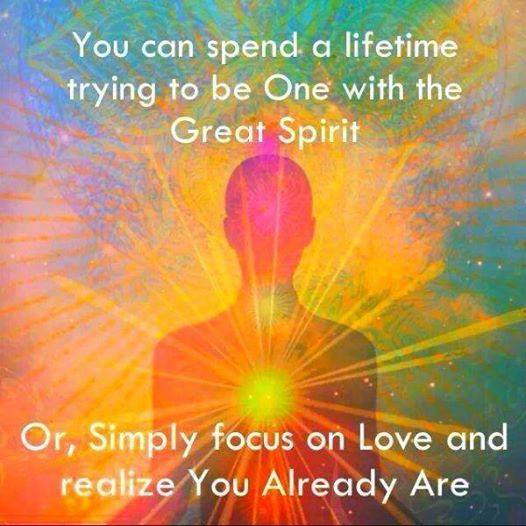 You can spend a lifetime
trying to be One with the
Great Spirit
Or, Simply focus on Love and
realize You Already Are